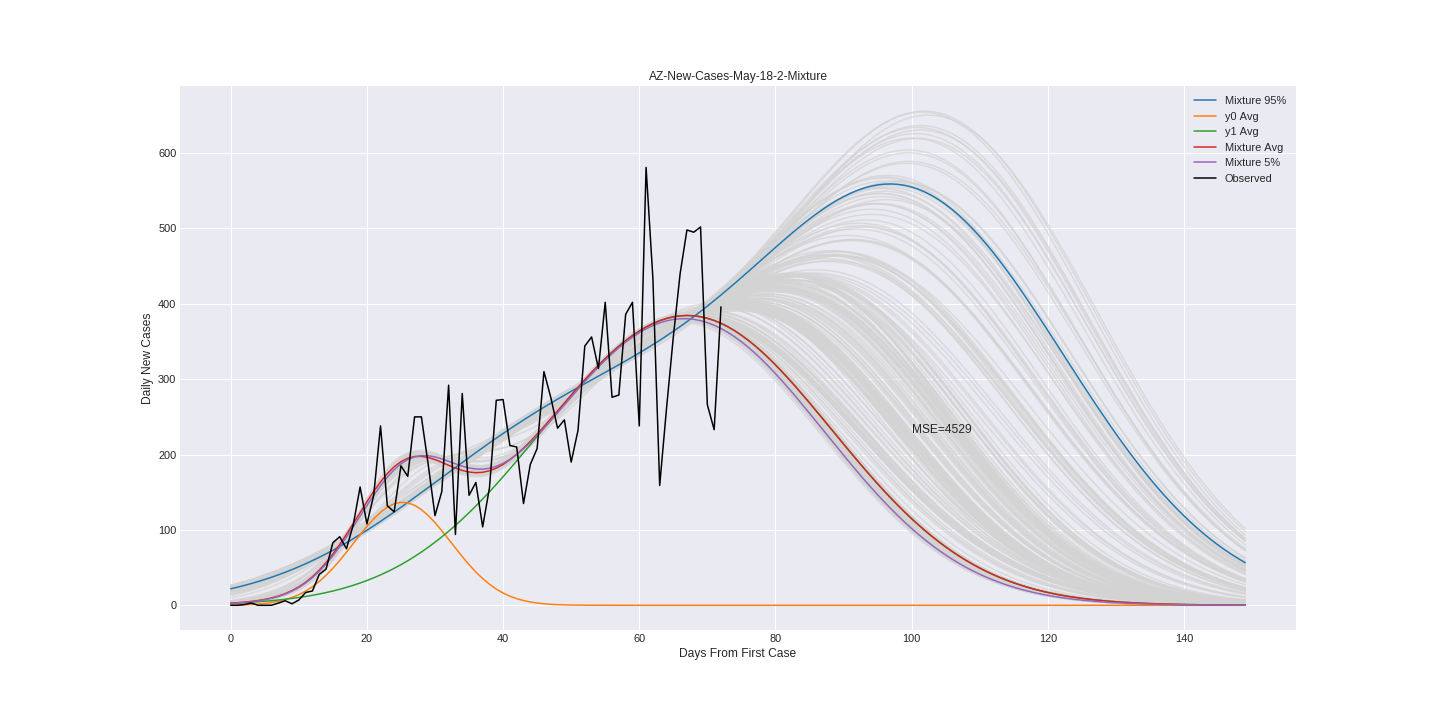 AZ-New-Cases-May-18-2-Mixture
Mixture 95%
y0 Avg
y1 Avg
Mixture Avg
Mixture 5%
Observed
600
500
400
300
200
100
0
Daily New Cases
MSE=4529
0 20 40 60 80 100 120 140
Days From First Case